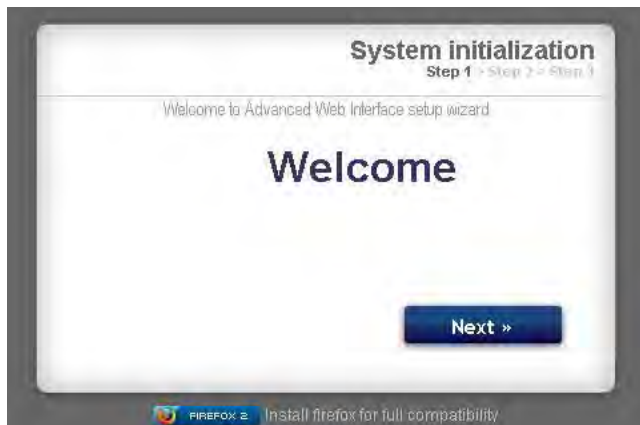 System initialization
Step 1 > Step 2 > Step 3
Welcome to Advanced Web Interface setup wizard
Welcome
Next »
FIREFOX 2 Install firefox for full compatibility